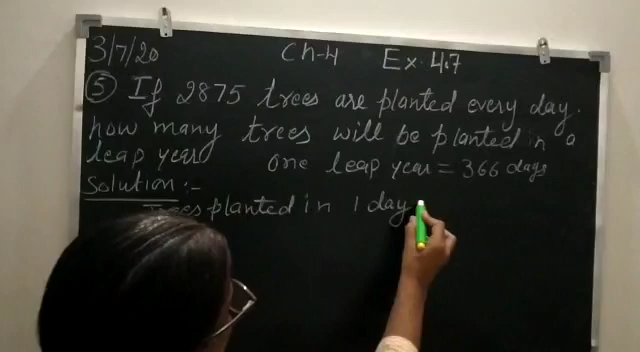 3/7/20 Ch-4 Ex. 4.7
⑤ If 2875 trees are planted every day.
how many trees will be planted in a
leap year one leap year = 366 days
Solution :-
Trees planted in 1 day